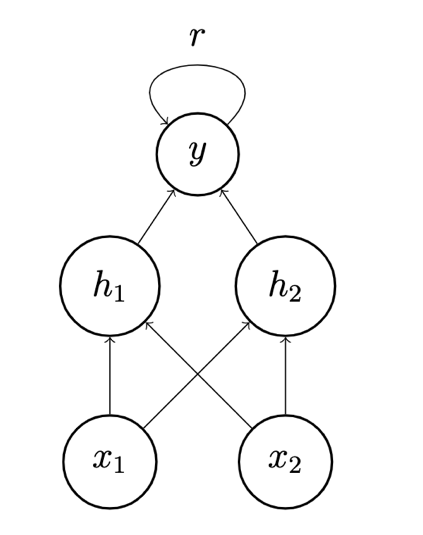 r
y
h₁ h₂
x₁ x₂